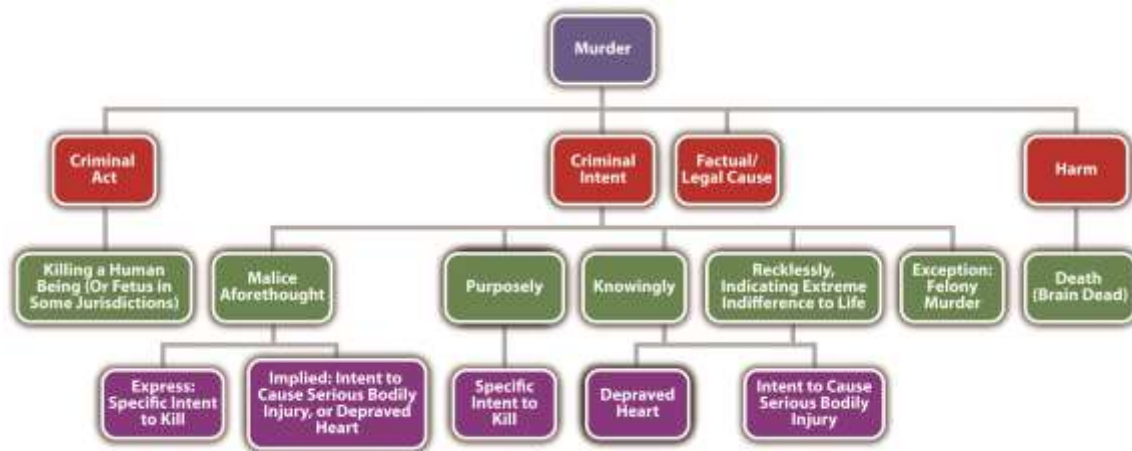 Murder
Criminal
Act
Criminal
Intent
Factual/
Legal Cause
Harm
Killing a Human
Being (Or Fetus in
Some Jurisdictions)
Malice
Aforethought
Purposely
Knowingly
Recklessly,
Indicating Extreme
Indifference to Life
Exception:
Felony
Murder
Death
(Brain Dead)
Express:
Specific Intent
to Kill
Implied: Intent to
Cause Serious Bodily
Injury, or Depraved
Heart
Specific
Intent to
Kill
Depraved
Heart
Intent to Cause
Serious Bodily
Injury